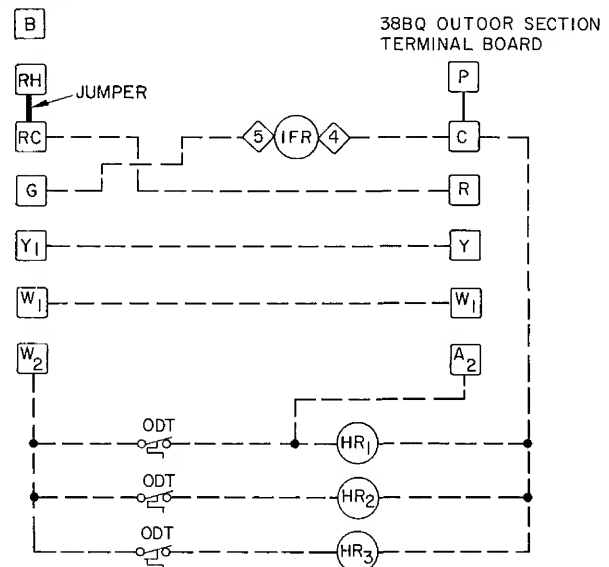 B
38BQ OUTOOR SECTION
TERMINAL BOARD
RH
P
JUMPER
RC
5
IFR
4
C
G
R
Y1
Y
W1
W1
W2
A2
ODT
HR1
ODT
HR2
ODT
HR3